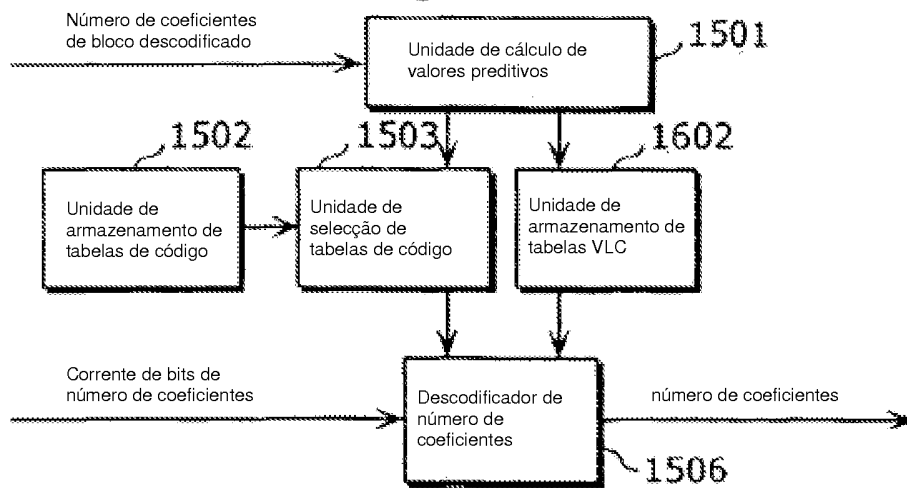 Número de coeficientes
de bloco descodificado
Unidade de cálculo de
valores preditivos
1501
1502
1503
1602
Unidade de
armazenamento de
tabelas de código
Unidade de
selecção de
tabelas de código
Unidade de
armazenamento de
tabelas VLC
Corrente de bits de
número de coeficientes
Descodificador de
número de
coeficientes
número de coeficientes
1506